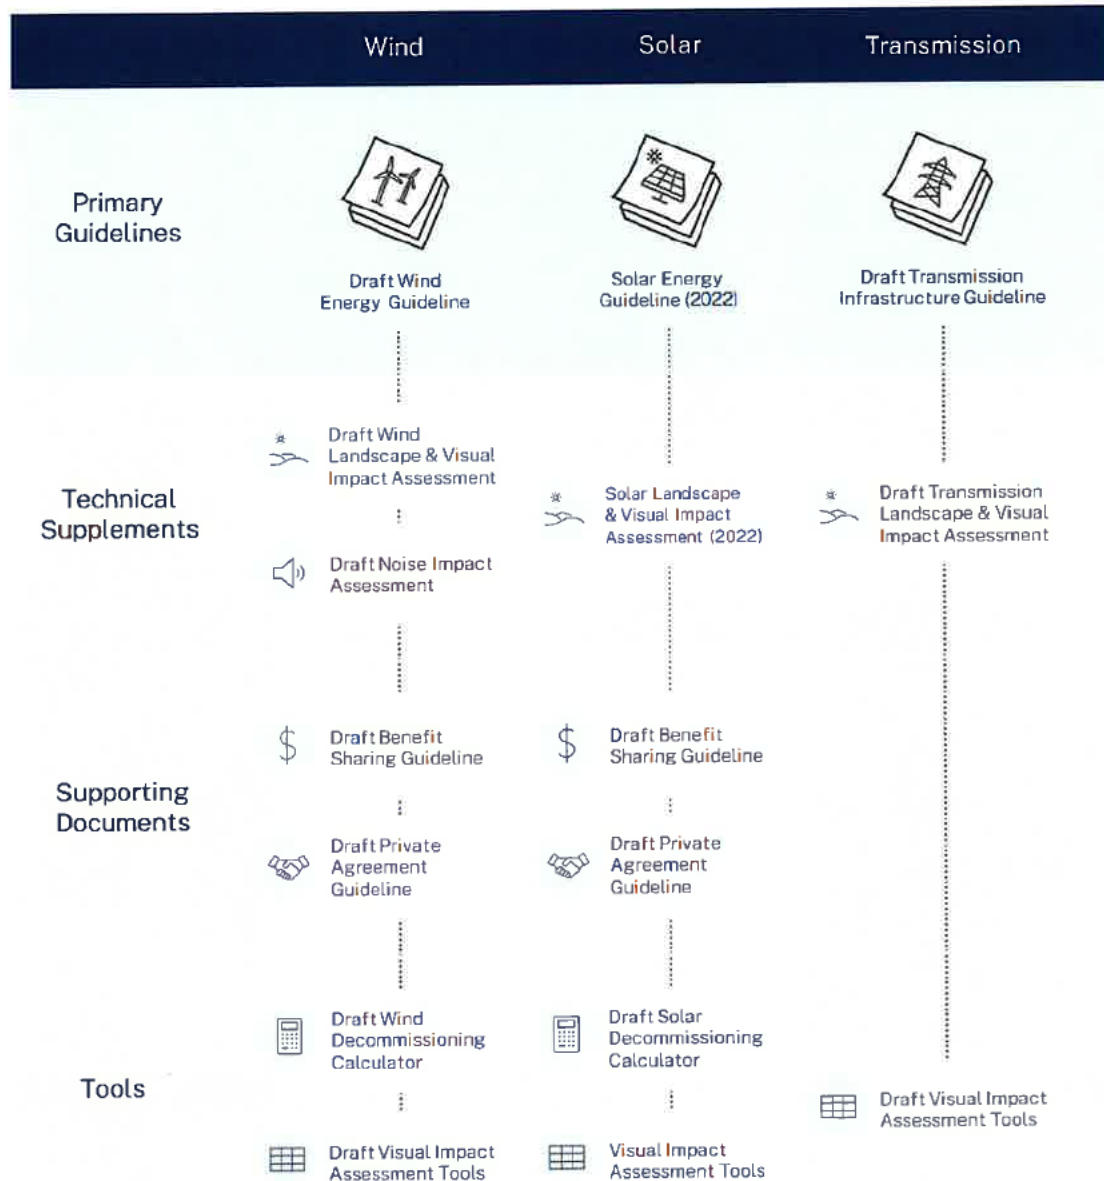 Wind
Solar
Transmission
Primary
Guidelines
Draft Wind
Energy Guideline
Solar Energy
Guideline (2022)
Draft Transmission
Infrastructure Guideline
Technical
Supplements
Draft Wind
Landscape & Visual
Impact Assessment
Draft Noise Impact
Assessment
Solar Landscape
& Visual Impact
Assessment (2022)
Draft Transmission
Landscape & Visual
Impact Assessment
Supporting
Documents
$
Draft Benefit
Sharing Guideline
Draft Private
Agreement
Guideline
$
Draft Benefit
Sharing Guideline
Draft Private
Agreement
Guideline
Tools
Draft Wind
Decommissioning
Calculator
Draft Visual Impact
Assessment Tools
Draft Solar
Decommissioning
Calculator
Visual Impact
Assessment Tools
Draft Visual Impact
Assessment Tools